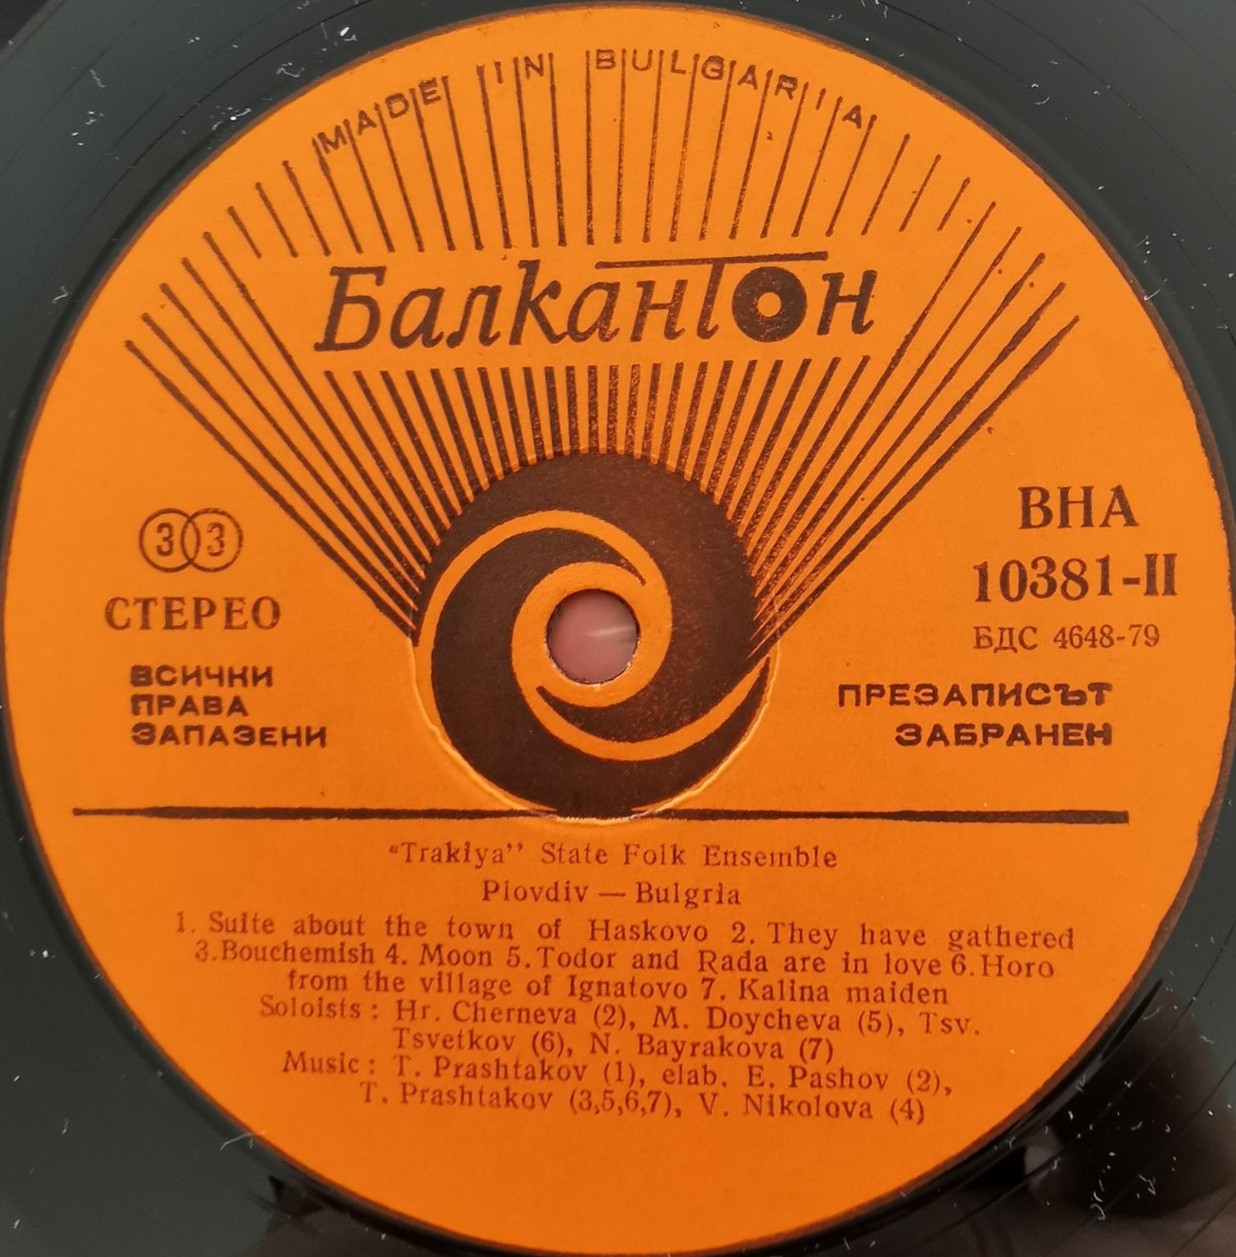 MADE IN BULGARIA
Балкантон
33
СТЕРЕО
ВСИЧКИ
ПРАВА
ЗАПАЗЕНИ
ВНА
10381-II
БДС 4648-79
ПРЕЗАПИСЪТ
ЗАБРАНЕН
“Trakiya” State Folk Ensemble
Plovdiv — Bulgria
1. Suite about the town of Haskovo 2. They have gathered
3. Bouchemish 4. Moon 5. Todor and Rada are in love 6. Horo
from the village of Ignatovo 7. Kalina maiden
Soloists : Hr. Cherneva (2), M. Doycheva (5), Tsv.
Tsvetkov (6), N. Bayrakova (7)
Music : T. Prashtakov (1), elab. E. Pashov (2),
T. Prashtakov (3,5,6,7), V. Nikolova (4)